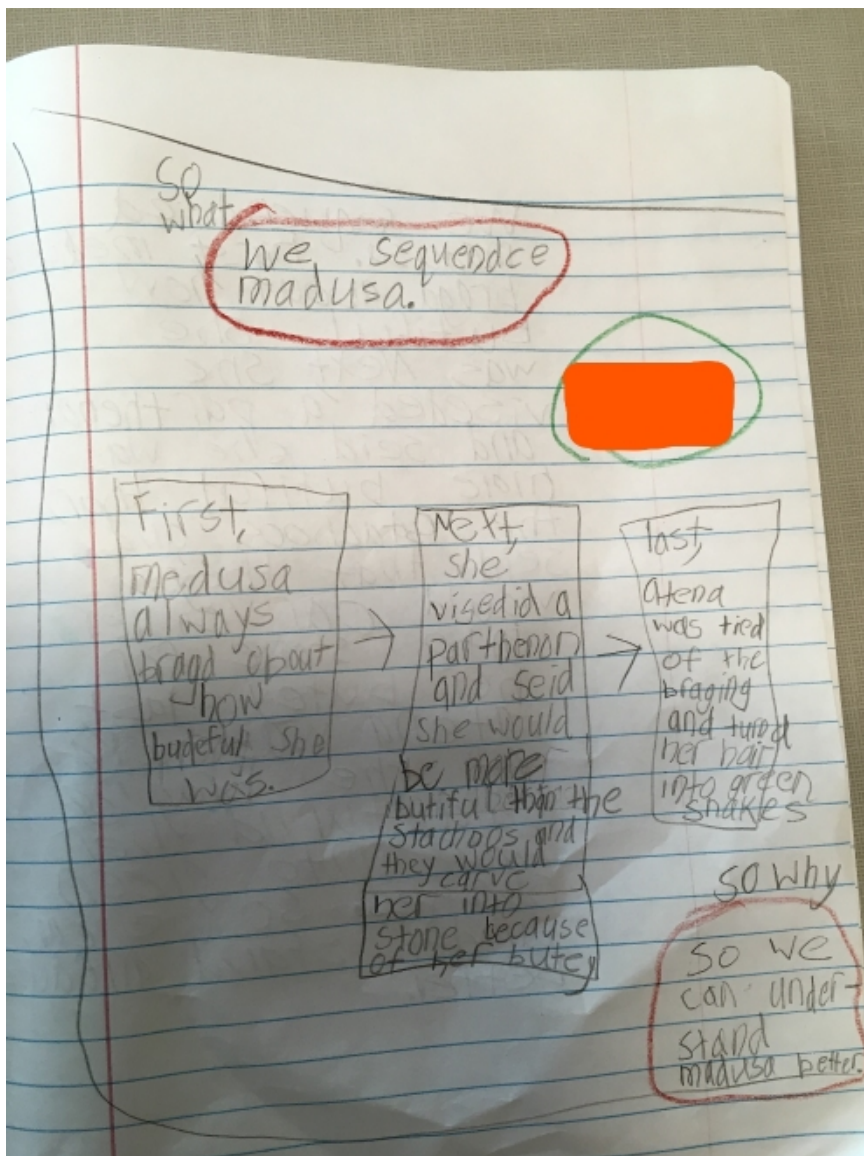 So
what
we sequendce
madusa.
First,
medusa
always
bragd about
how
budeful she
was.
Next,
she
visedid a
parthenon
and seid
she would
be more
butiful than the
Stachoos and
they would
carve
her into
stone because
of her butey
last,
Atena
was tied
of the
braging
and turnd
her hair
into green
snakes
so why
so we
can under-
stand
madusa better.